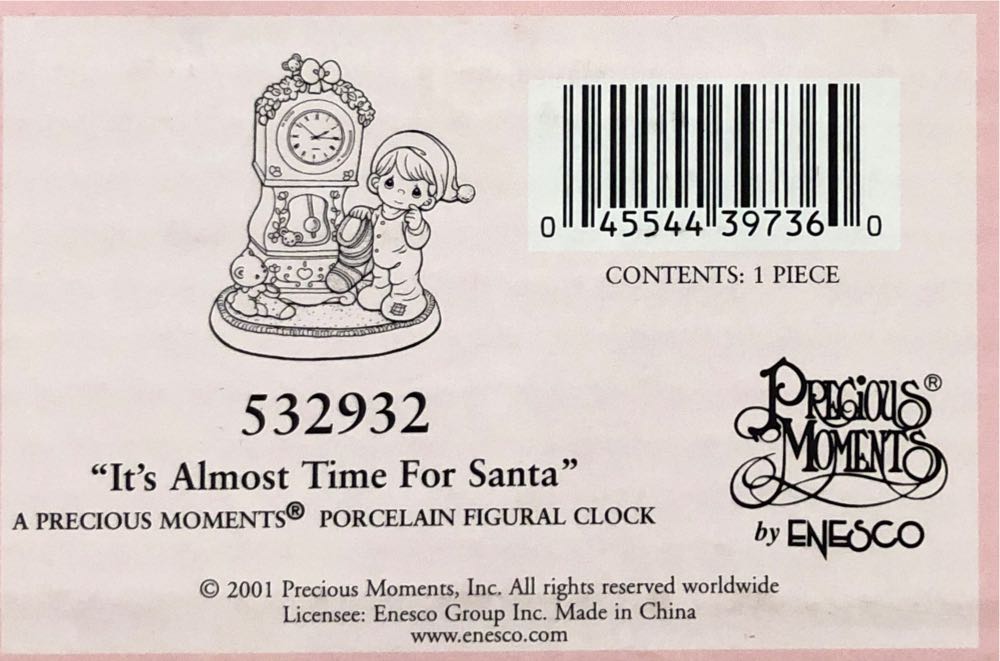 0 45544 39736 0
CONTENTS: 1 PIECE
532932
“It’s Almost Time For Santa”
A PRECIOUS MOMENTS® PORCELAIN FIGURAL CLOCK
PRECIOUS®
MOMENTS
by ENESCO
© 2001 Precious Moments, Inc. All rights reserved worldwide
Licensee: Enesco Group Inc. Made in China
www.enesco.com